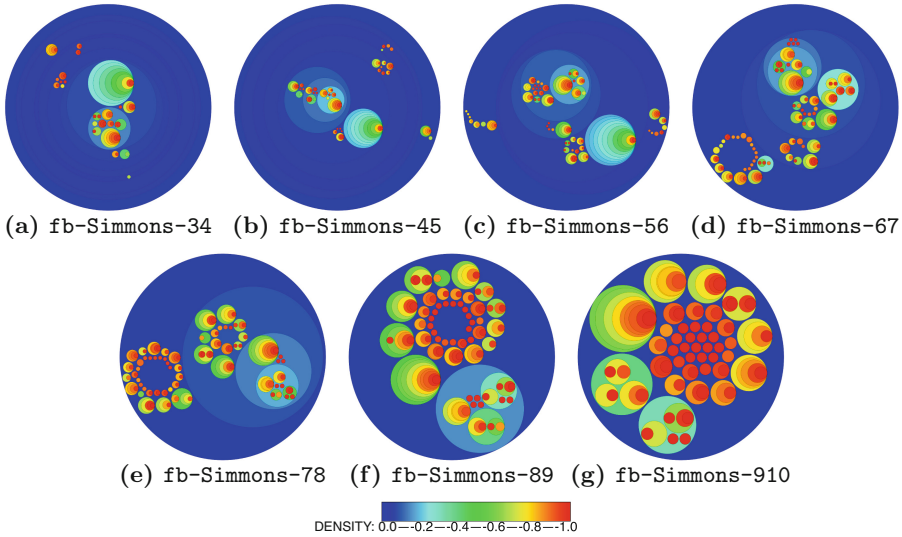 (a) fb-Simmons-34 (b) fb-Simmons-45 (c) fb-Simmons-56 (d) fb-Simmons-67
(e) fb-Simmons-78 (f) fb-Simmons-89 (g) fb-Simmons-910
DENSITY: 0.0 — -0.2 — -0.4 — -0.6 — -0.8 — -1.0